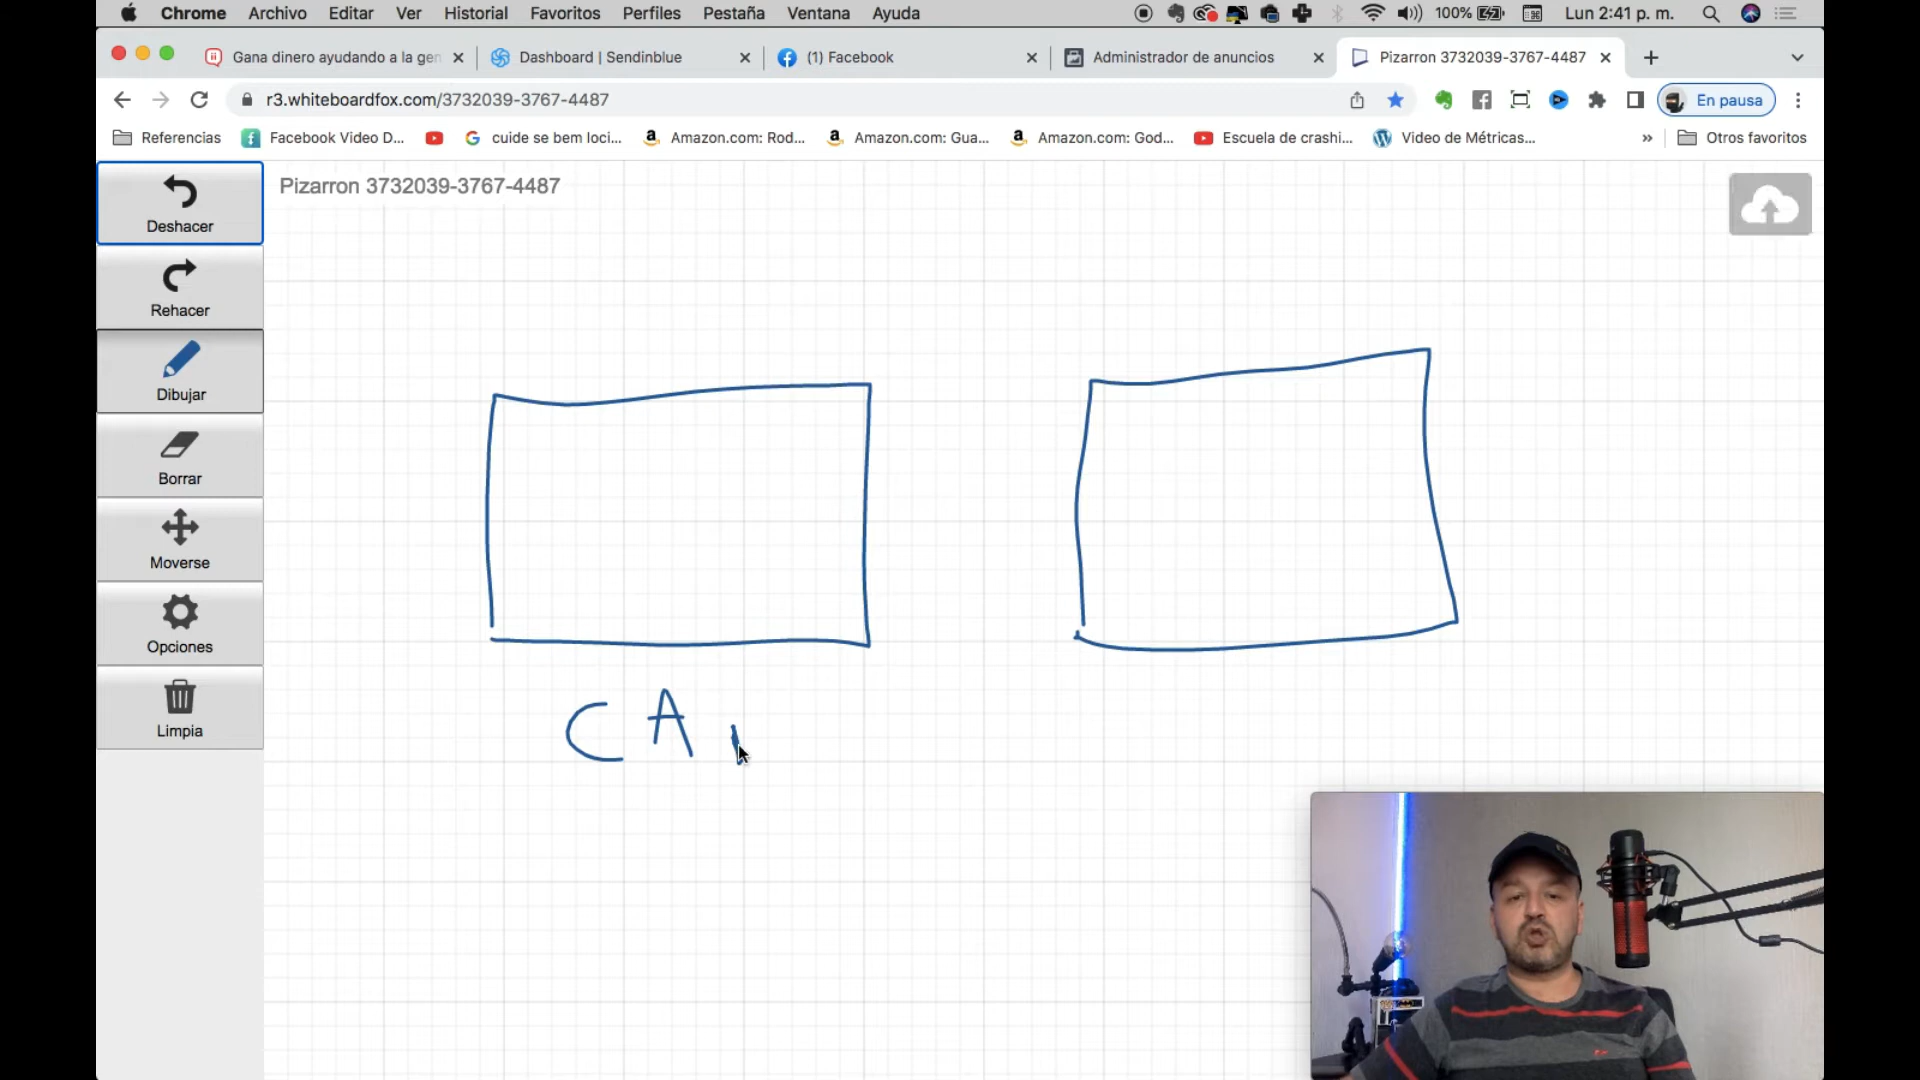 Chrome Archivo Editar Ver Historial Favoritos Perfiles Pestaña Ventana Ayuda 100% Lun 2:41 p. m.
Gana dinero ayudando a la gen Dashboard | Sendinblue (1) Facebook Administrador de anuncios Pizarron 3732039-3767-4487
r3.whiteboardfox.com/3732039-3767-4487 En pausa
Referencias Facebook Video D... cuide se bem loci... Amazon.com: Rod... Amazon.com: Gua... Amazon.com: God... Escuela de crashi... Video de Métricas... » Otros favoritos
Pizarron 3732039-3767-4487
Deshacer
Rehacer
Dibujar
Borrar
Moverse
Opciones
Limpia
CA